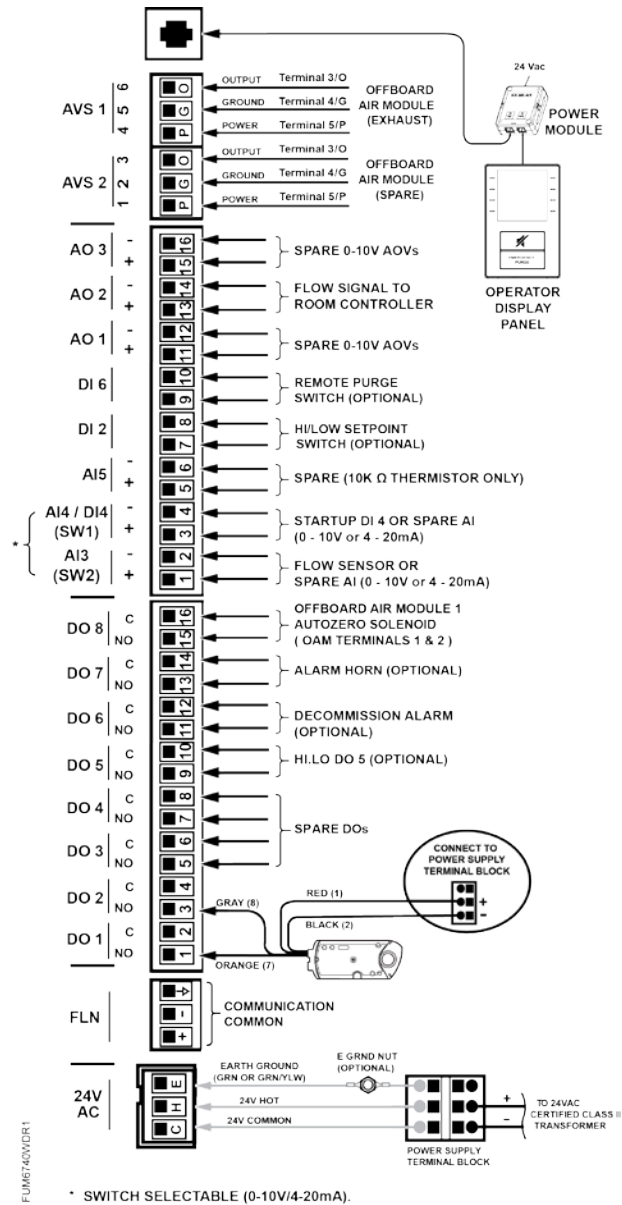 24 Vac
POWER
MODULE
AVS 1
6
5
4
O
G
P
OUTPUT Terminal 3/O
GROUND Terminal 4/G
POWER Terminal 5/P
OFFBOARD
AIR MODULE
(EXHAUST)
AVS 2
3
2
1
O
G
P
OUTPUT Terminal 3/O
GROUND Terminal 4/G
POWER Terminal 5/P
OFFBOARD
AIR MODULE
(SPARE)
PURGE
OPERATOR
DISPLAY
PANEL
AO 3 - 16
+ 15
SPARE 0-10V AOVs
AO 2 - 14
+ 13
FLOW SIGNAL TO
ROOM CONTROLLER
AO 1 - 12
+ 11
SPARE 0-10V AOVs
DI 6 10
9
REMOTE PURGE
SWITCH (OPTIONAL)
DI 2 8
7
HI/LOW SETPOINT
SWITCH (OPTIONAL)
AI5 - 6
+ 5
SPARE (10K Ω THERMISTOR ONLY)
* AI4 / DI4 - 4
(SW1) + 3
STARTUP DI 4 OR SPARE AI
(0 - 10V or 4 - 20mA)
AI3 - 2
(SW2) + 1
FLOW SENSOR OR
SPARE AI (0 - 10V or 4 - 20mA)
DO 8 C 16
NO 15
OFFBOARD AIR MODULE 1
AUTOZERO SOLENOID
( OAM TERMINALS 1 & 2 )
DO 7 C 14
NO 13
ALARM HORN (OPTIONAL)
DO 6 C 12
NO 11
DECOMMISSION ALARM
(OPTIONAL)
DO 5 C 10
NO 9
HI.LO DO 5 (OPTIONAL)
DO 4 C 8
NO 7
DO 3 C 6
NO 5
SPARE DOs
DO 2 C 4
NO 3
DO 1 C 2
NO 1
GRAY (8)
ORANGE (7)
RED (1)
BLACK (2)
CONNECT TO
POWER SUPPLY
TERMINAL BLOCK
+
-
FLN
-
+
COMMUNICATION
COMMON
24V
AC
E
H
C
EARTH GROUND
(GRN OR GRN/YLW)
24V HOT
24V COMMON
E GRND NUT
(OPTIONAL)
+
-
TO 24VAC
CERTIFIED CLASS II
TRANSFORMER
POWER SUPPLY
TERMINAL BLOCK
FUM6740WDR1
* SWITCH SELECTABLE (0-10V/4-20mA).